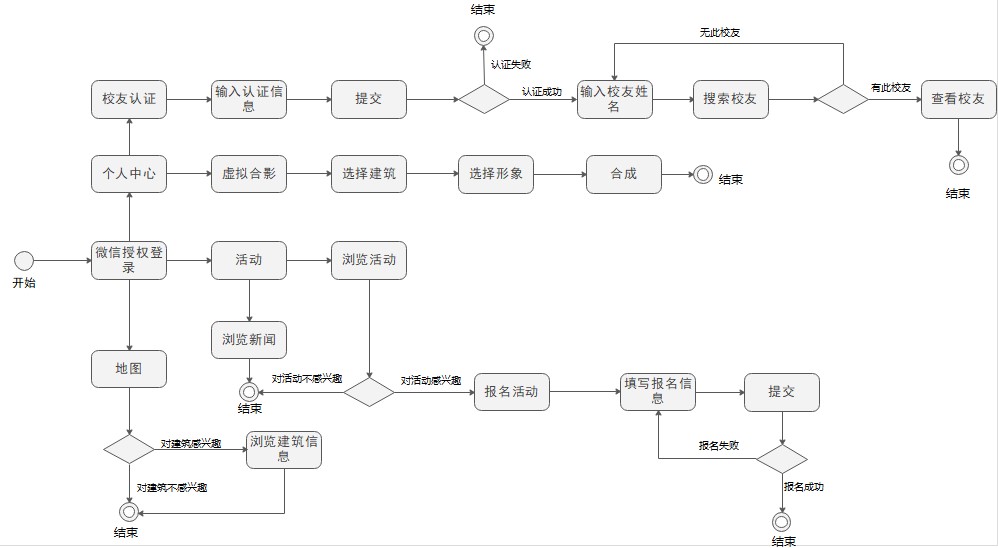 结束
无此校友
认证失败
校友认证
输入认证信
息
提交
认证成功
输入校友姓
名
搜索校友
有此校友
查看校友
个人中心
虚拟合影
选择建筑
选择形象
合成
结束
结束
开始
微信授权登
录
活动
浏览活动
浏览新闻
地图
对活动不感兴趣
对活动感兴趣
报名活动
填写报名信
息
提交
结束
对建筑感兴趣
浏览建筑信
息
报名失败
对建筑不感兴趣
报名成功
结束
结束